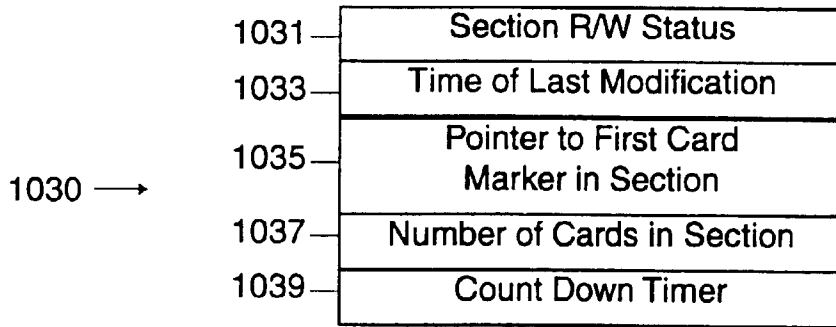 1031 Section R/W Status
1033 Time of Last Modification
1035 Pointer to First Card
Marker in Section
1030
1037 Number of Cards in Section
1039 Count Down Timer